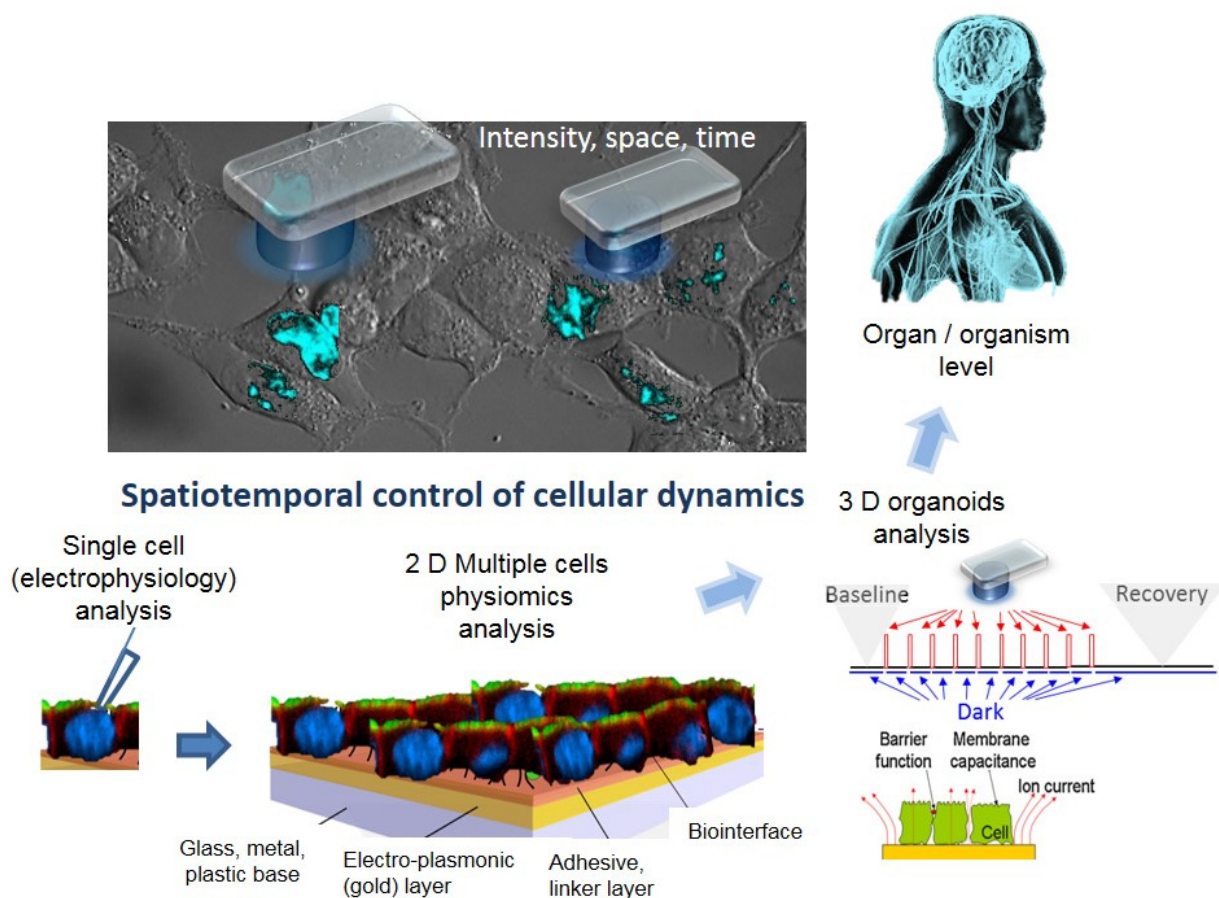 Intensity, space, time
Organ / organism
level
Spatiotemporal control of cellular dynamics
Single cell
(electrophysiology)
analysis
2 D Multiple cells
physiomics
analysis
3 D organoids
analysis
Baseline
Recovery
Dark
Barrier
function
Membrane
capacitance
Ion current
Cell
Glass, metal,
plastic base
Electro-plasmonic
(gold) layer
Adhesive,
linker layer
Biointerface